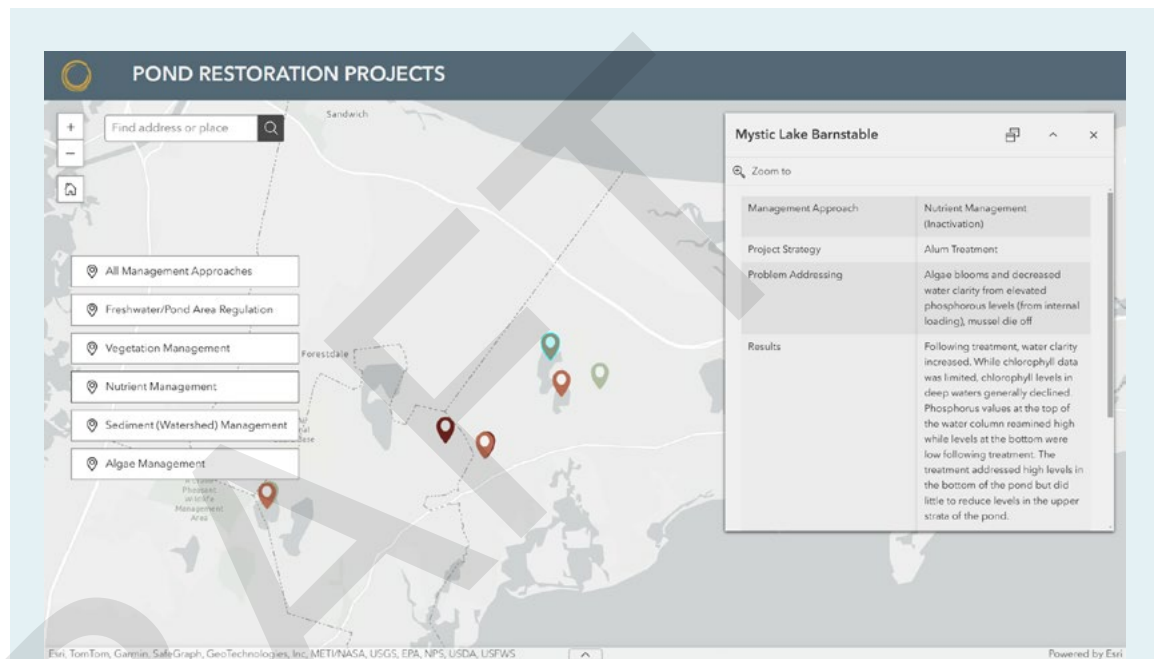 POND RESTORATION PROJECTS
+
Find address or place
−
Sandwich
All Management Approaches
Freshwater/Pond Area Regulation
Vegetation Management
Nutrient Management
Sediment (Watershed) Management
Algae Management
Forestdale
Wildlife
Management
Area
Mystic Lake Barnstable
Zoom to
Management Approach
Nutrient Management
(Inactivation)
Project Strategy
Alum Treatment
Problem Addressing
Algae blooms and decreased
water clarity from elevated
phosphorous levels (from internal
loading), mussel die off
Results
Following treatment, water clarity
increased. While chlorophyll data
was limited, chlorophyll levels in
deep waters generally declined.
Phosphorus values at the top of
the water column reamined high
while levels at the bottom were
low following treatment. The
treatment addressed high levels in
the bottom of the pond but did
little to reduce levels in the upper
strata of the pond.
Esri, TomTom, Garmin, SafeGraph, GeoTechnologies, Inc, METI/NASA, USGS, EPA, NPS, USDA, USFWS
Powered by Esri